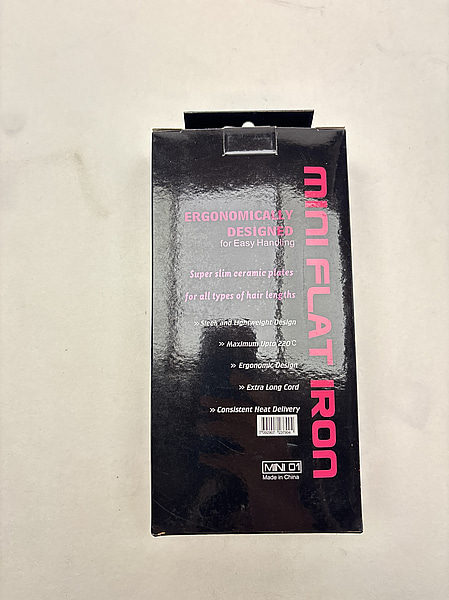 MINI FLAT IRON
ERGONOMICALLY
DESIGNED
for Easy Handling
Super slim ceramic plates
for all types of hair lengths
» Sleek and Lightweight Design
» Maximum Upto 220°C
» Ergonomic Design
» Extra Long Cord
» Consistent Heat Delivery
MINI 01
Made in China